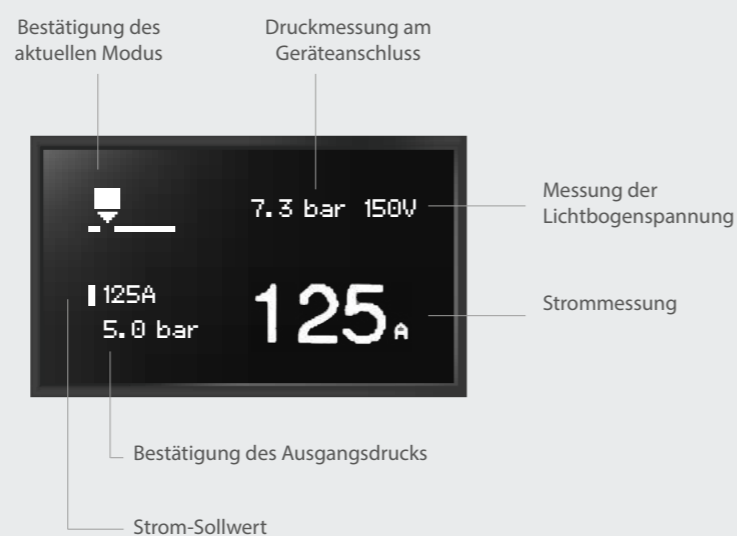 Bestätigung des
aktuellen Modus
Druckmessung am
Geräteanschluss
7.3 bar 150V
Messung der
Lichtbogenspannung
125A
5.0 bar
125A
Strommessung
Bestätigung des Ausgangsdrucks
Strom-Sollwert